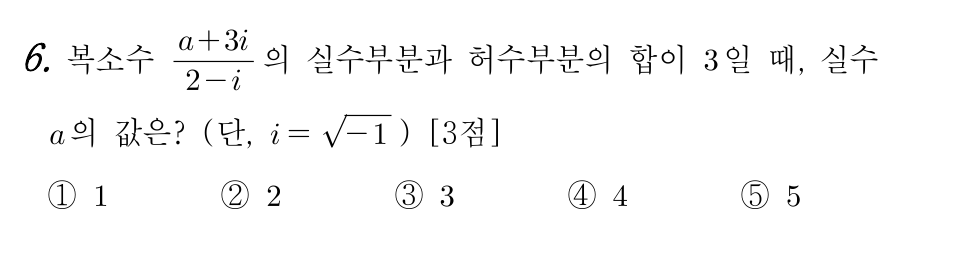 6. 복소수 \frac{a+3i}{2-i} 의 실수부분과 허수부분의 합이 3일 때, 실수
a의 값은? (단, i = √-1 ) [3점]
① 1 ② 2 ③ 3 ④ 4 ⑤ 5